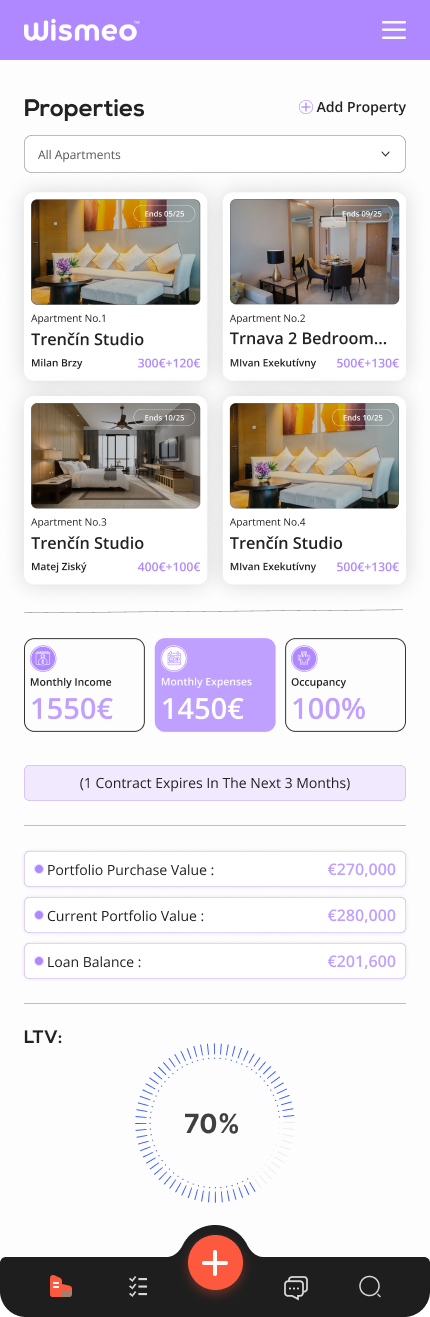 Wismeo™
Properties
Add Property
All Apartments
Ends 05/25
Apartment No.1
Trenčín Studio
Milan Brzy
300€+120€
Ends 09/25
Apartment No.2
Trnava 2 Bedroom...
MIvan Exekutívny
500€+130€
Ends 10/25
Apartment No.3
Trenčín Studio
Matej Ziský
400€+100€
Ends 10/25
Apartment No.4
Trenčín Studio
MIvan Exekutívny
500€+130€
Monthly Income
1550€
Monthly Expenses
1450€
Occupancy
100%
(1 Contract Expires In The Next 3 Months)
Portfolio Purchase Value : €270,000
Current Portfolio Value : €280,000
Loan Balance : €201,600
LTV:
70%